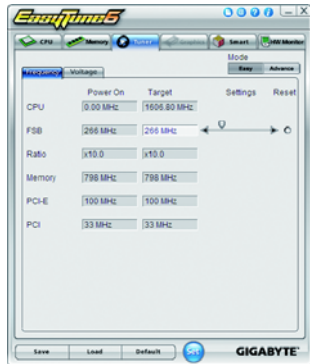 EasyTune6
CPU Memory Tuner Graphics Smart HW Monitor
Mode
Easy Advance
Frequency Voltage
Power On Target Settings Reset
CPU 0.00 MHz 1606.80 MHz
FSB 266 MHz 266 MHz
Ratio x10.0 x10.0
Memory 798 MHz 798 MHz
PCI-E 100 MHz 100 MHz
PCI 33 MHz 33 MHz
Save Load Default Set GIGABYTE